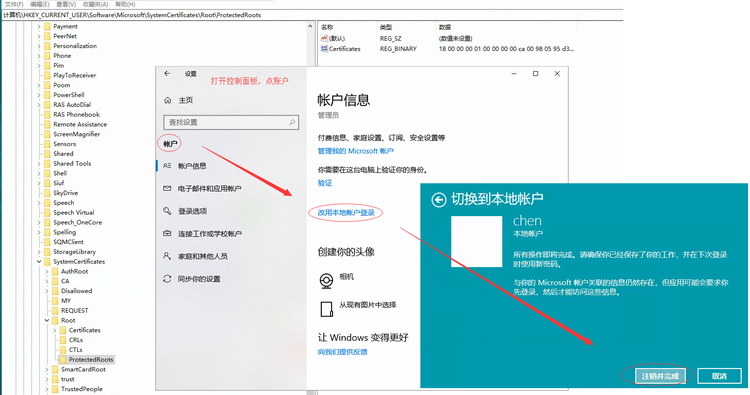 文件(F) 编辑(E) 查看(V) 收藏夹(A) 帮助(H)
计算机\HKEY_CURRENT_USER\Software\Microsoft\SystemCertificates\Root\ProtectedRoots
Payment
PeerNet
Personalization
Phone
Pim
PlayToReceiver
Poom
PowerShell
RAS AutoDial
RAS Phonebook
Remote Assistance
ScreenMagnifier
Sensors
Shared
Shared Tools
Shell
Siuf
SkyDrive
Speech
Speech Virtual
Speech_OneCore
Spelling
SQMClient
StorageLibrary
SystemCertificates
AuthRoot
CA
Disallowed
MY
REQUEST
Root
Certificates
CRLs
CTLs
ProtectedRoots
SmartCardRoot
trust
TrustedPeople
名称 类型 数据
(默认) REG_SZ (数值未设置)
Certificates REG_BINARY 18 00 00 00 01 00 00 00 00 ca 00 98 05 95 d3...
设置
打开控制面板，点账户
主页
查找设置
帐户
帐户信息
电子邮件和应用帐户
登录选项
连接工作或学校帐户
家庭和其他人员
同步你的设置
帐户信息
管理员
付费信息、家庭设置、订阅、安全设置等
管理我的 Microsoft 帐户
你需要在这台电脑上验证你的身份。
验证
改用本地帐户登录
创建你的头像
相机
从现有图片中选择
让 Windows 变得更好
向我们提供反馈
切换到本地帐户
chen
本地帐户
所有操作即将完成。请确保你已经保存了你的工作，并在下次登录
时使用新密码。
与你的 Microsoft 帐户关联的信息仍然存在，但应用可能会要求你
先登录，然后才能访问这些信息。
注销并完成 取消